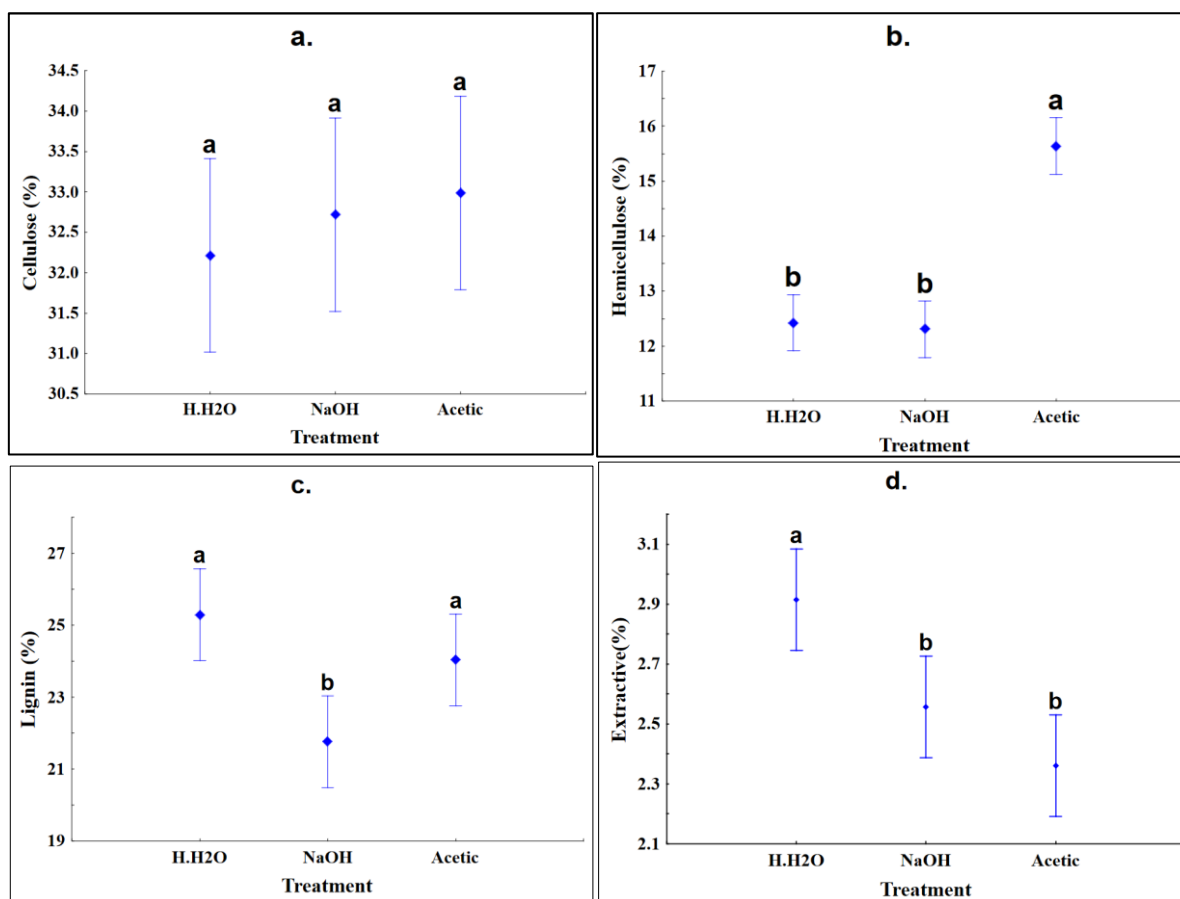 a.
34.5
34.0
33.5
33.0
32.5
32.0
31.5
31.0
30.5
Cellulose (%)
a
a
a
H.H2O NaOH Acetic
Treatment
b.
17
16
15
14
13
12
11
Hemicellulose (%)
b
b
a
H.H2O NaOH Acetic
Treatment
c.
27
25
23
21
19
Lignin (%)
a
b
a
H.H2O NaOH Acetic
Treatment
d.
3.1
2.9
2.7
2.5
2.3
2.1
Extractive(%)
a
b
b
H.H2O NaOH Acetic
Treatment